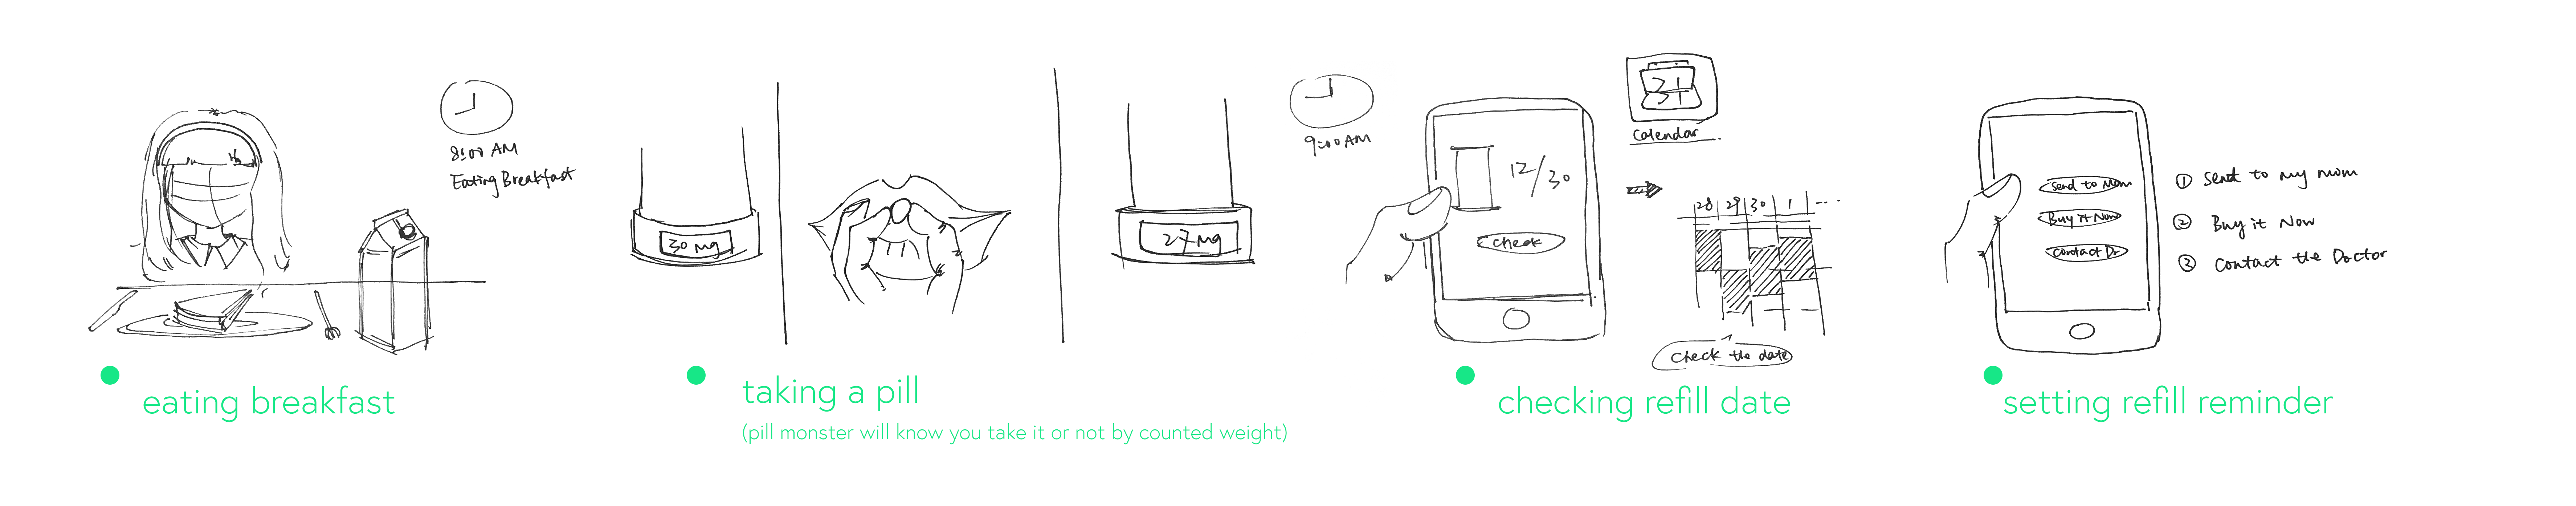 8:00 AM
Eating Breakfast
eating breakfast
30 mg
27 mg
taking a pill
(pill monster will know you take it or not by counted weight)
9:00 AM
12/30
check
31
Calendar
28 29 30 1 ...
check the date
checking refill date
Send to Mom
Buy it Now
Contact Dr
① send to my mom
② Buy it Now
③ contact the Doctor
setting refill reminder